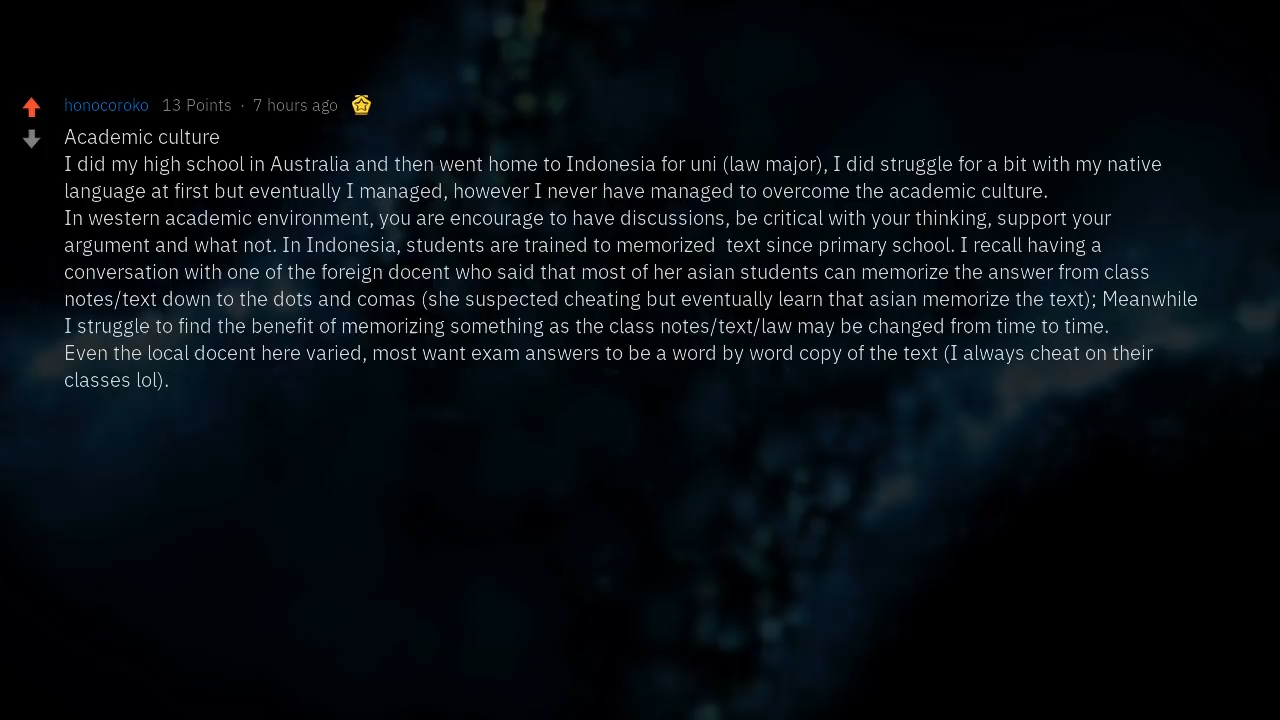 honocoroko 13 Points · 7 hours ago
Academic culture
I did my high school in Australia and then went home to Indonesia for uni (law major), I did struggle for a bit with my native
language at first but eventually I managed, however I never have managed to overcome the academic culture.
In western academic environment, you are encourage to have discussions, be critical with your thinking, support your
argument and what not. In Indonesia, students are trained to memorized  text since primary school. I recall having a
conversation with one of the foreign docent who said that most of her asian students can memorize the answer from class
notes/text down to the dots and comas (she suspected cheating but eventually learn that asian memorize the text); Meanwhile
I struggle to find the benefit of memorizing something as the class notes/text/law may be changed from time to time.
Even the local docent here varied, most want exam answers to be a word by word copy of the text (I always cheat on their
classes lol).